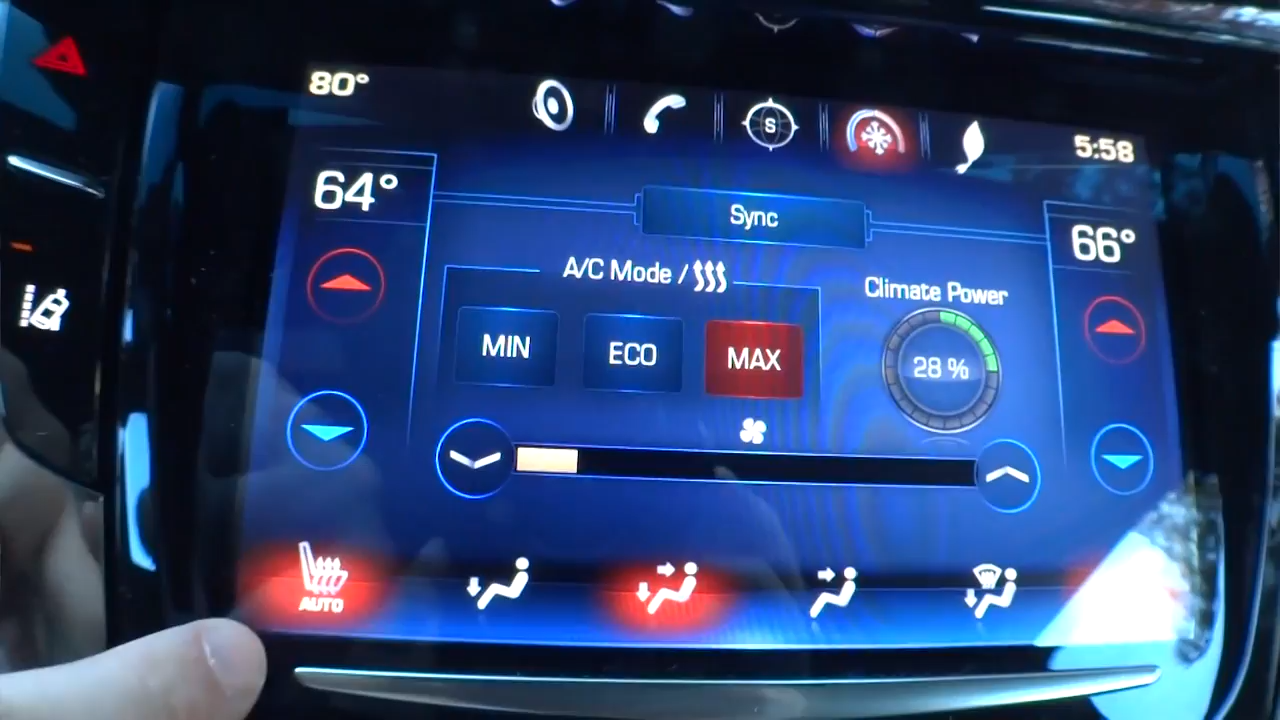 80°
S
5:58
64°
Sync
66°
A/C Mode /
Climate Power
MIN
ECO
MAX
28 %
AUTO